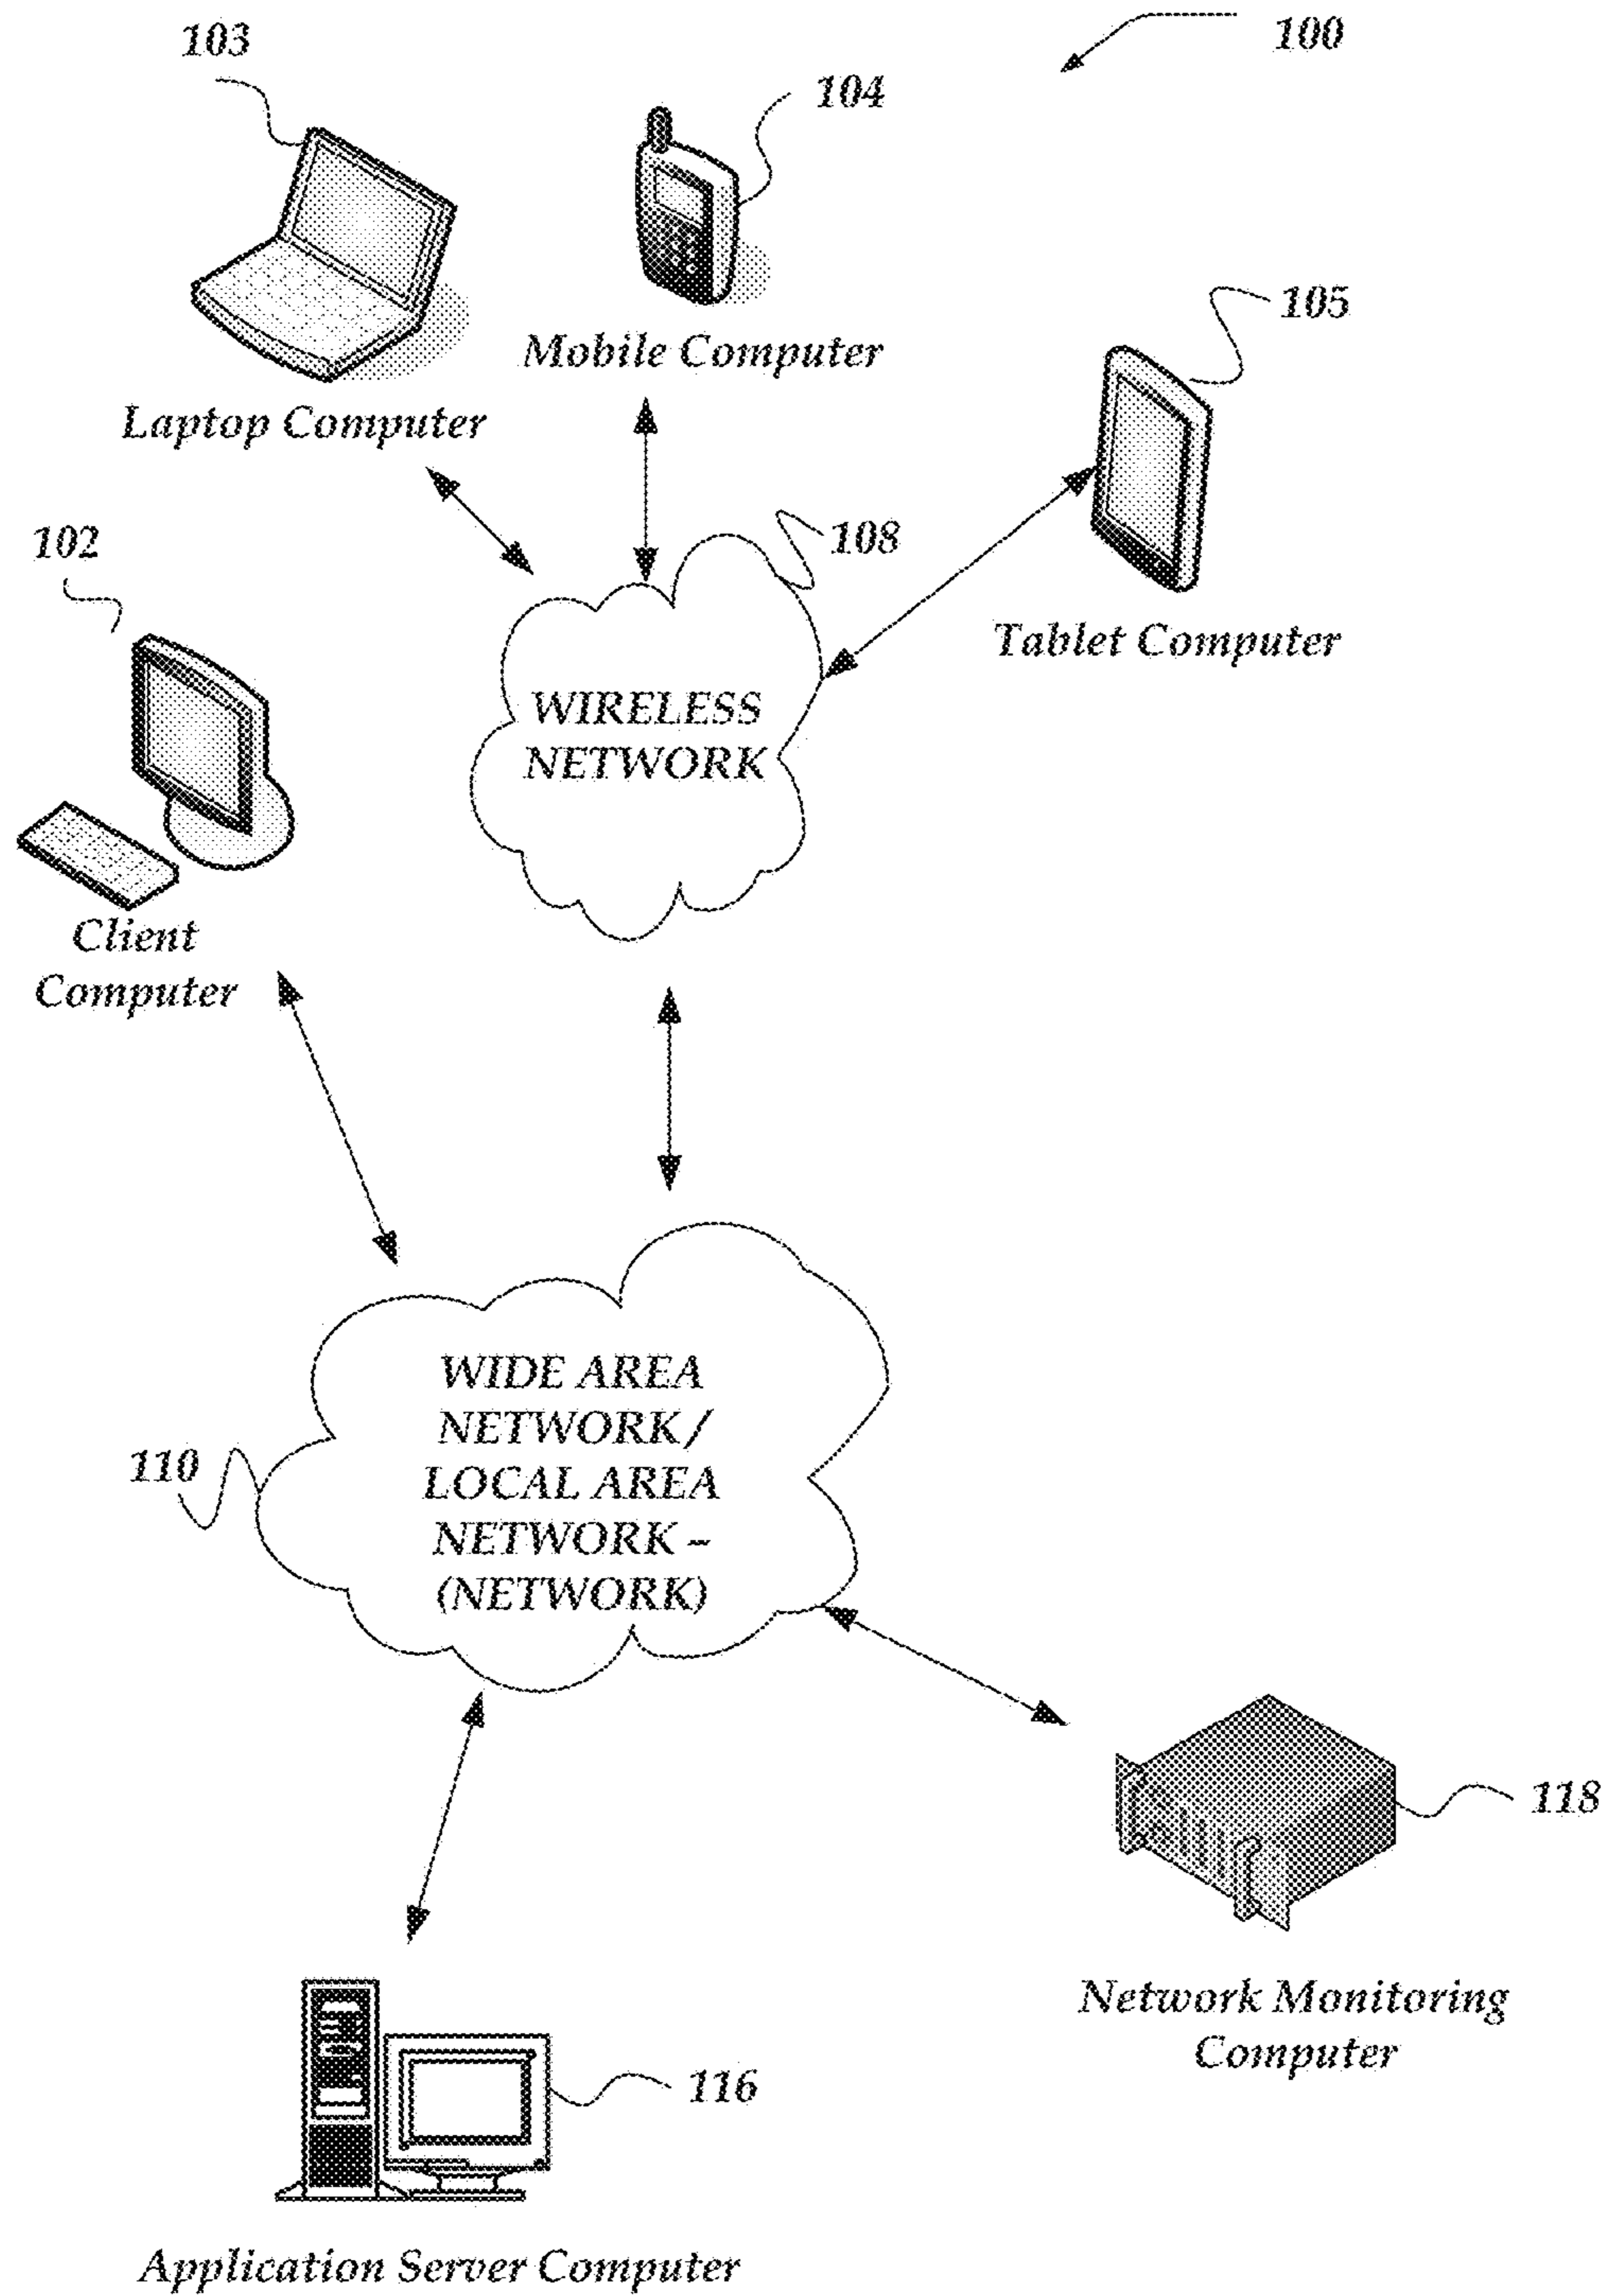 103
100
104
105
Mobile Computer
Laptop Computer
102
108
Tablet Computer
WIRELESS
NETWORK
Client
Computer
WIDE AREA
NETWORK /
LOCAL AREA
NETWORK –
(NETWORK)
110
118
Network Monitoring
Computer
116
Application Server Computer